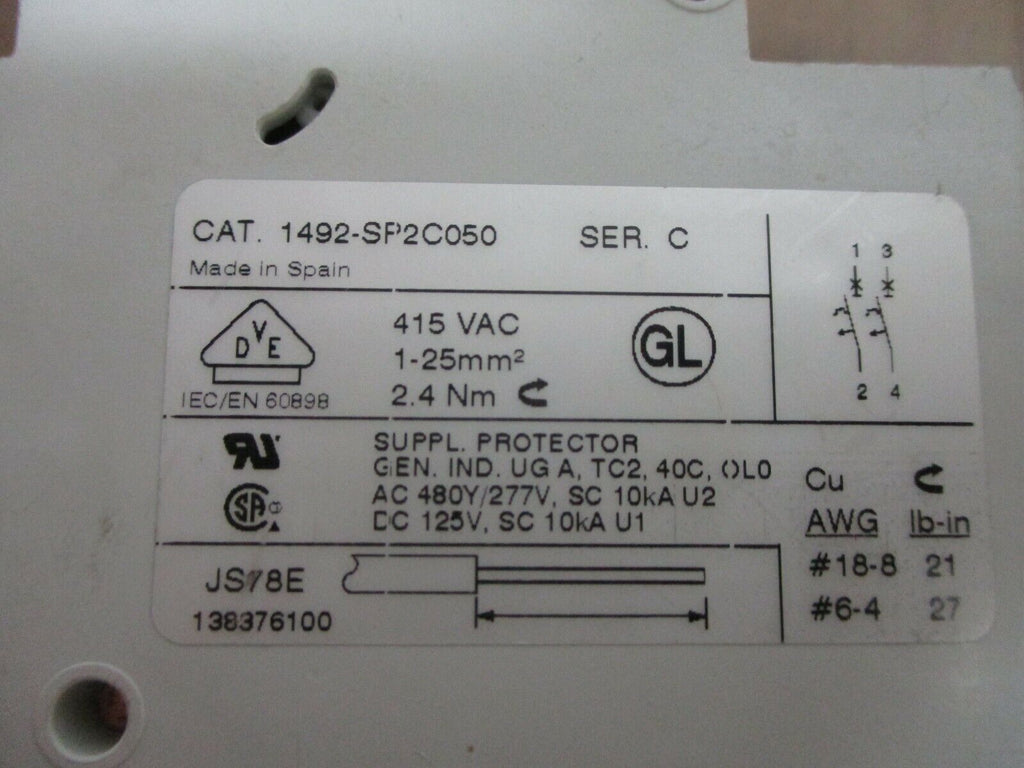 CAT. 1492-SP2C050 SER. C
Made in Spain
1 3
2 4
DVE
IEC/EN 60898
415 VAC
1-25mm²
2.4 Nm
GL
RU
SA
SUPPL. PROTECTOR
GEN. IND. UG A, TC2, 40C, OL0
AC 480Y/277V, SC 10kA U2
DC 125V, SC 10kA U1
Cu
AWG lb-in
#18-8 21
#6-4 27
JS78E
138376100